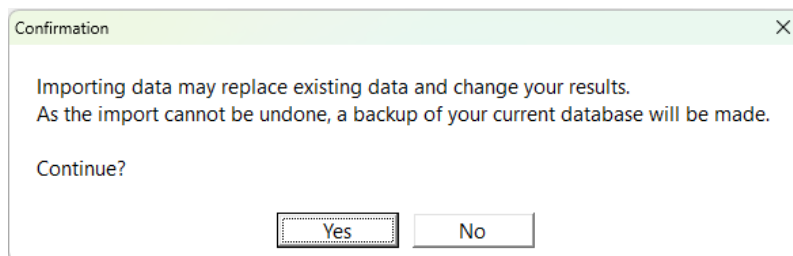 Confirmation
Importing data may replace existing data and change your results.
As the import cannot be undone, a backup of your current database will be made.
Continue?
Yes No